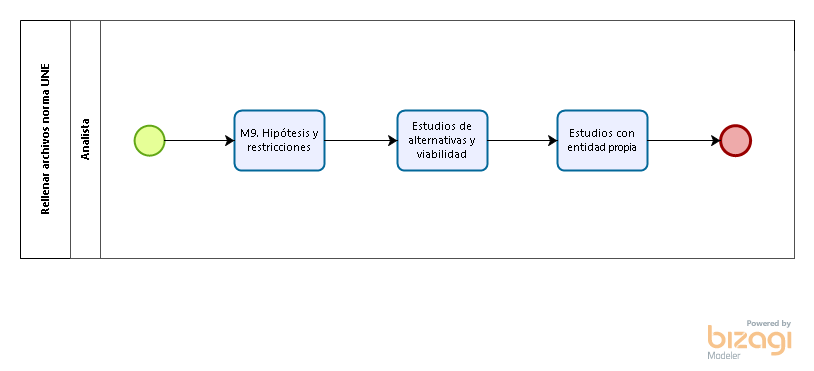 Rellenar archivos norma UNE
Analista
M9. Hipótesis y
restricciones
Estudios de
alternativas y
viabilidad
Estudios con
entidad propia
Powered by
bizagi
Modeler